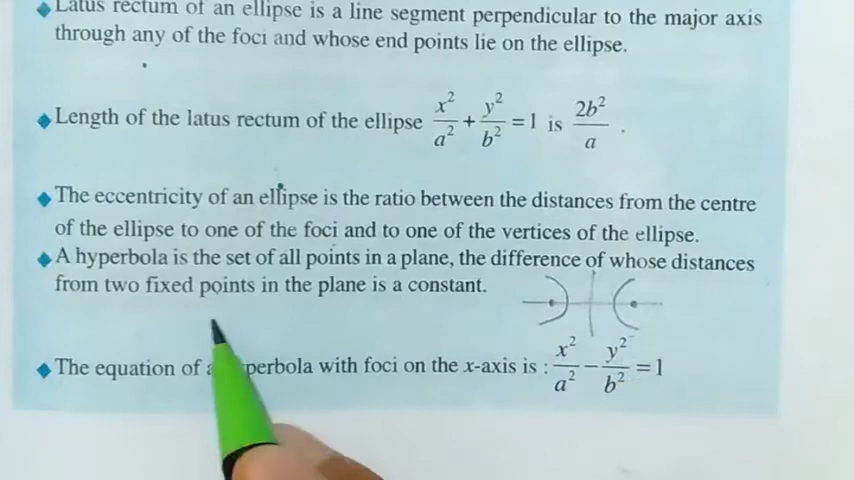 ◆ Latus rectum of an ellipse is a line segment perpendicular to the major axis
through any of the foci and whose end points lie on the ellipse.
◆ Length of the latus rectum of the ellipse x²/a² + y²/b² = 1 is 2b²/a .
◆ The eccentricity of an ellipse is the ratio between the distances from the centre
of the ellipse to one of the foci and to one of the vertices of the ellipse.
◆ A hyperbola is the set of all points in a plane, the difference of whose distances
from two fixed points in the plane is a constant.
◆ The equation of a perbola with foci on the x-axis is : x²/a² − y²/b² = 1